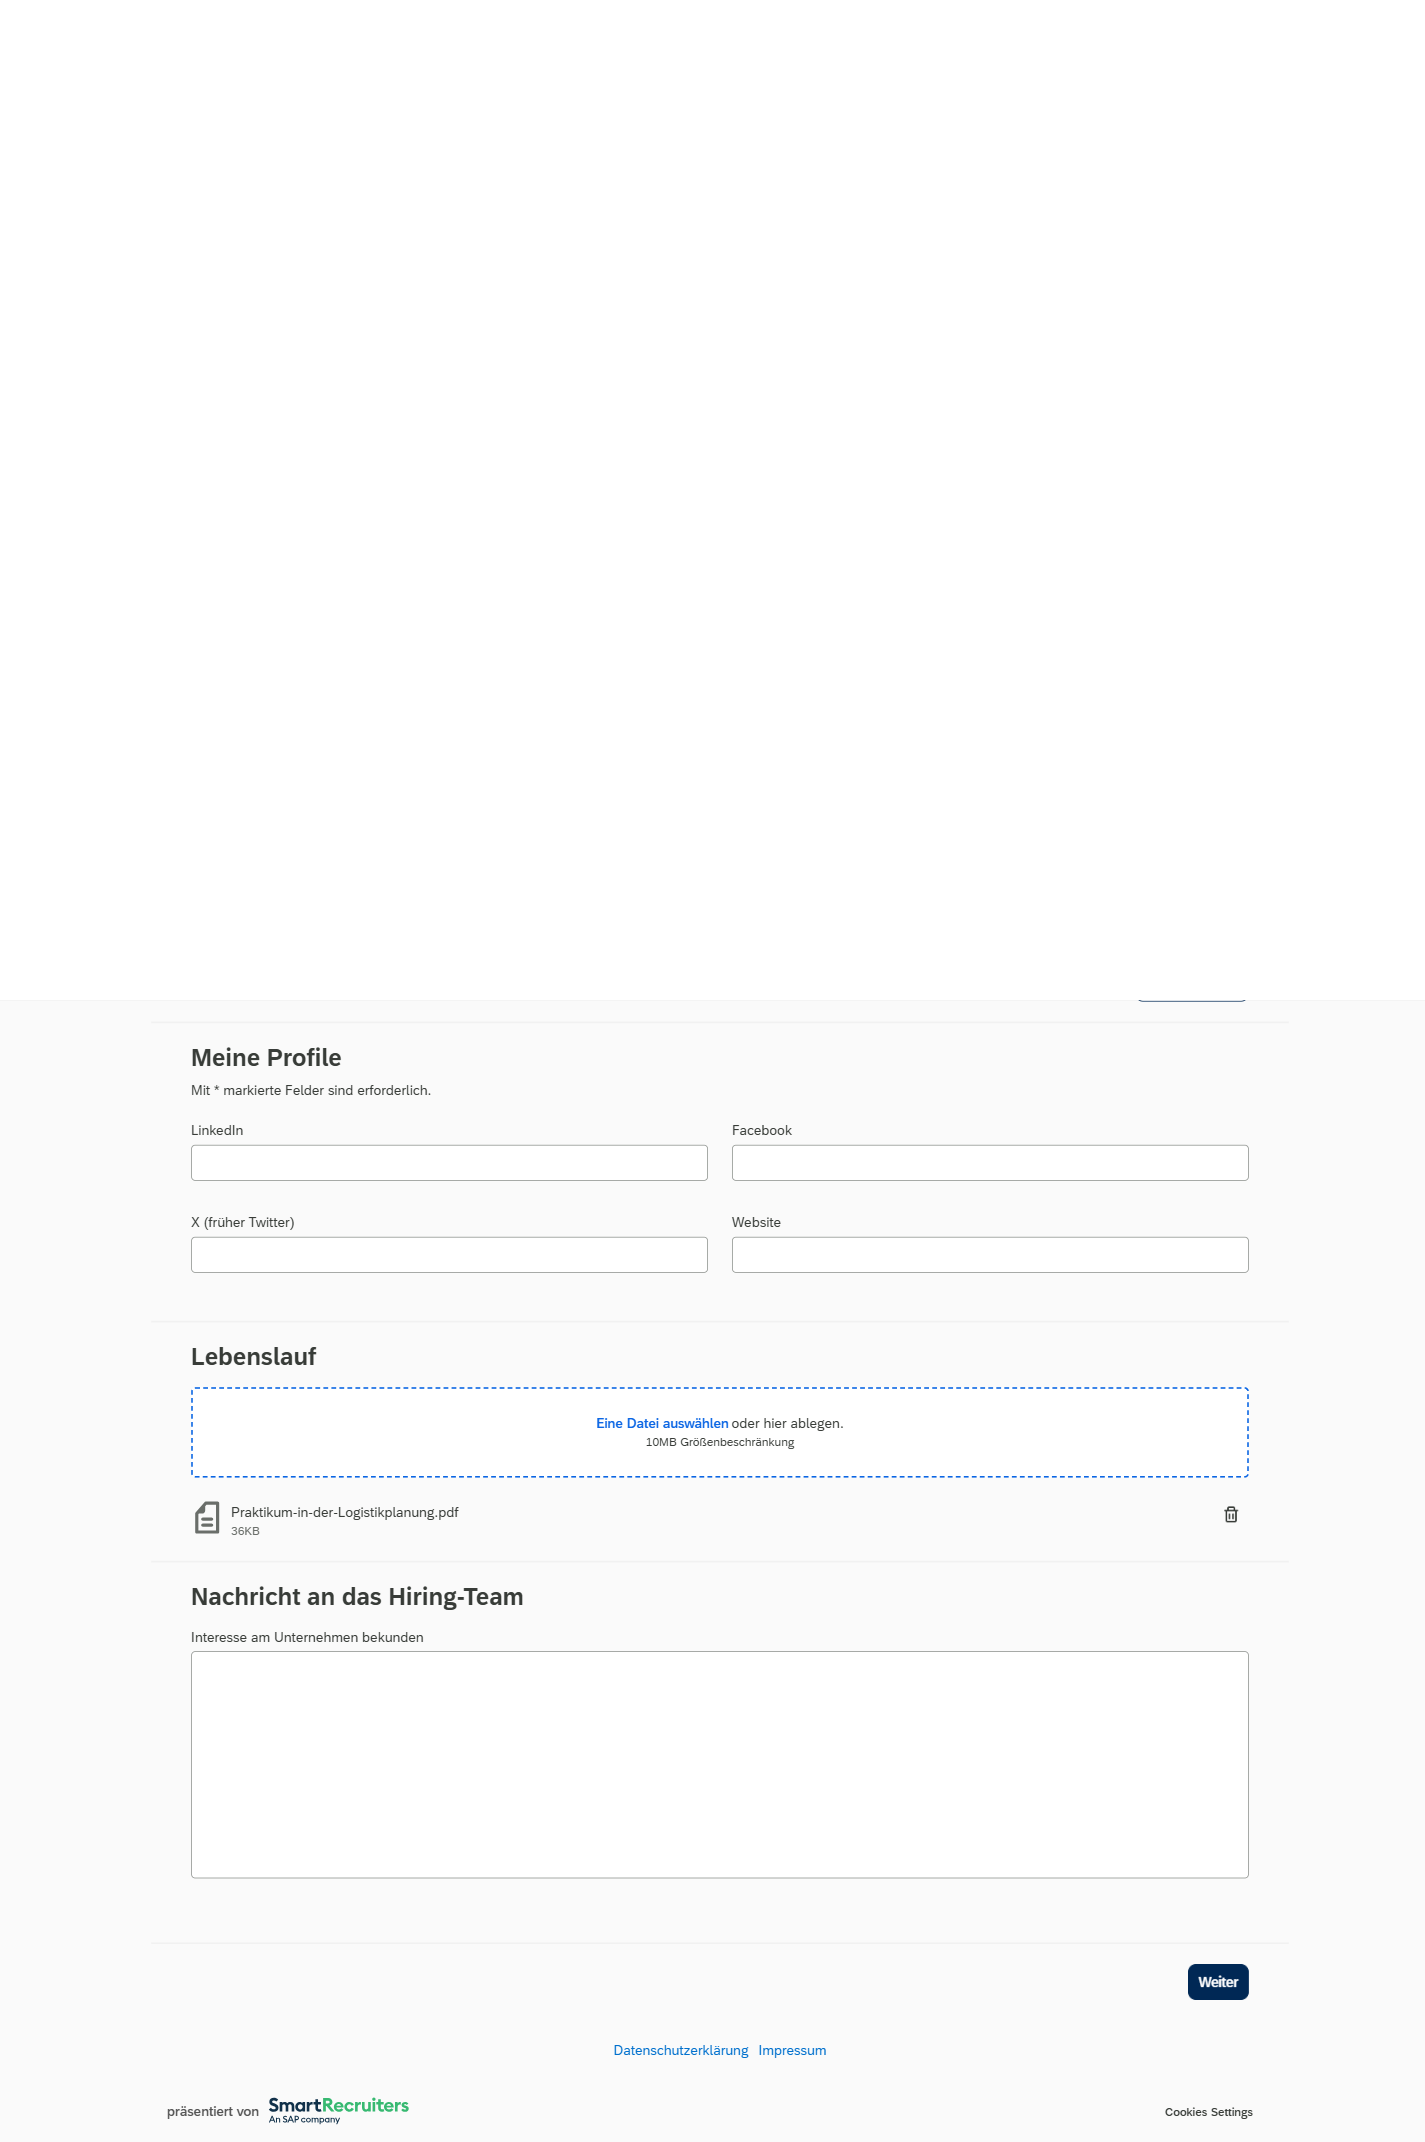 Meine Profile
Mit * markierte Felder sind erforderlich.
LinkedIn
Facebook
X (früher Twitter)
Website
Lebenslauf
Eine Datei auswählen oder hier ablegen.
10MB Größenbeschränkung
Praktikum-in-der-Logistikplanung.pdf
36KB
Nachricht an das Hiring-Team
Interesse am Unternehmen bekunden
Weiter
Datenschutzerklärung Impressum
präsentiert von SmartRecruiters
An SAP company
Cookies Settings